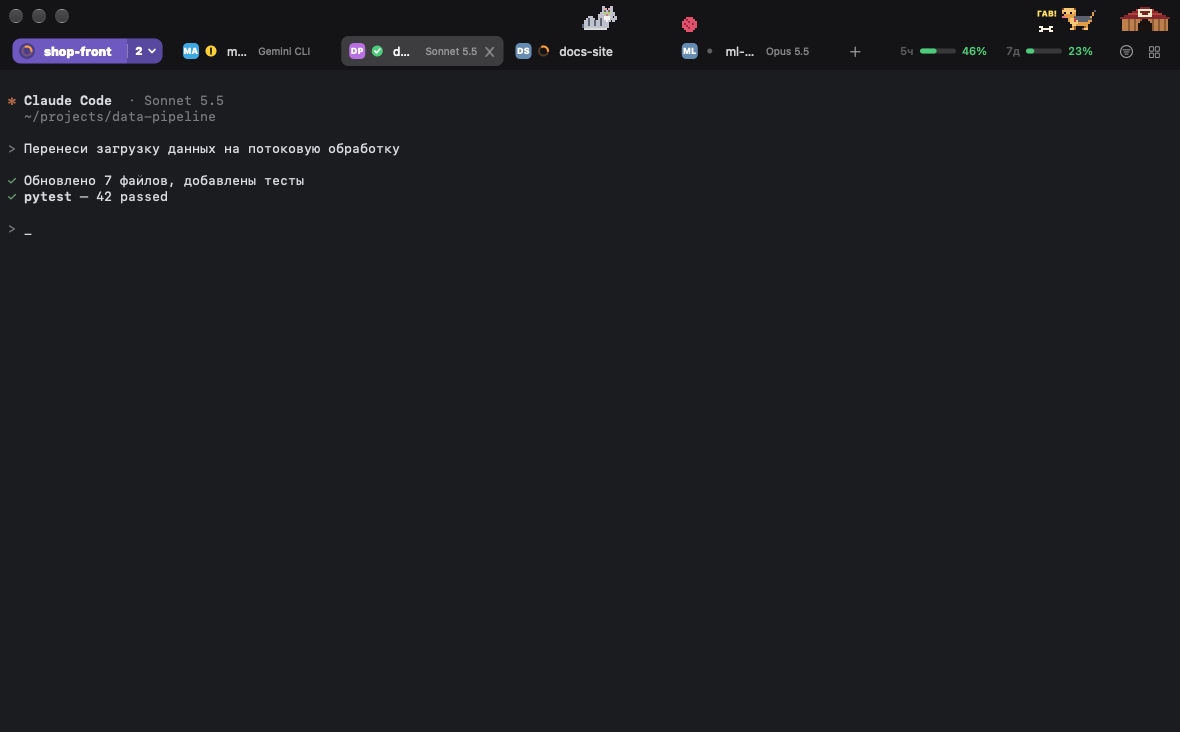 ГАВ!
shop-front 2 MA m... Gemini CLI DP d... Sonnet 5.5 DS docs-site ML ml-... Opus 5.5 + 5ч 46% 7д 23%
* Claude Code · Sonnet 5.5
~/projects/data-pipeline
> Перенеси загрузку данных на потоковую обработку
✓ Обновлено 7 файлов, добавлены тесты
✓ pytest — 42 passed
> _